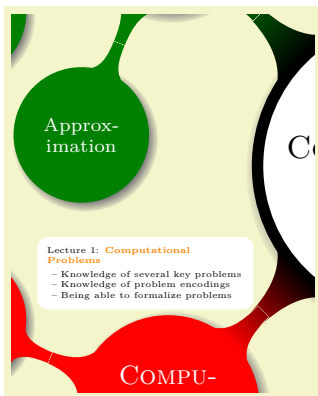 Approx-
imation
Co
Lecture 1: Computational
Problems
– Knowledge of several key problems
– Knowledge of problem encodings
– Being able to formalize problems
COMPU-